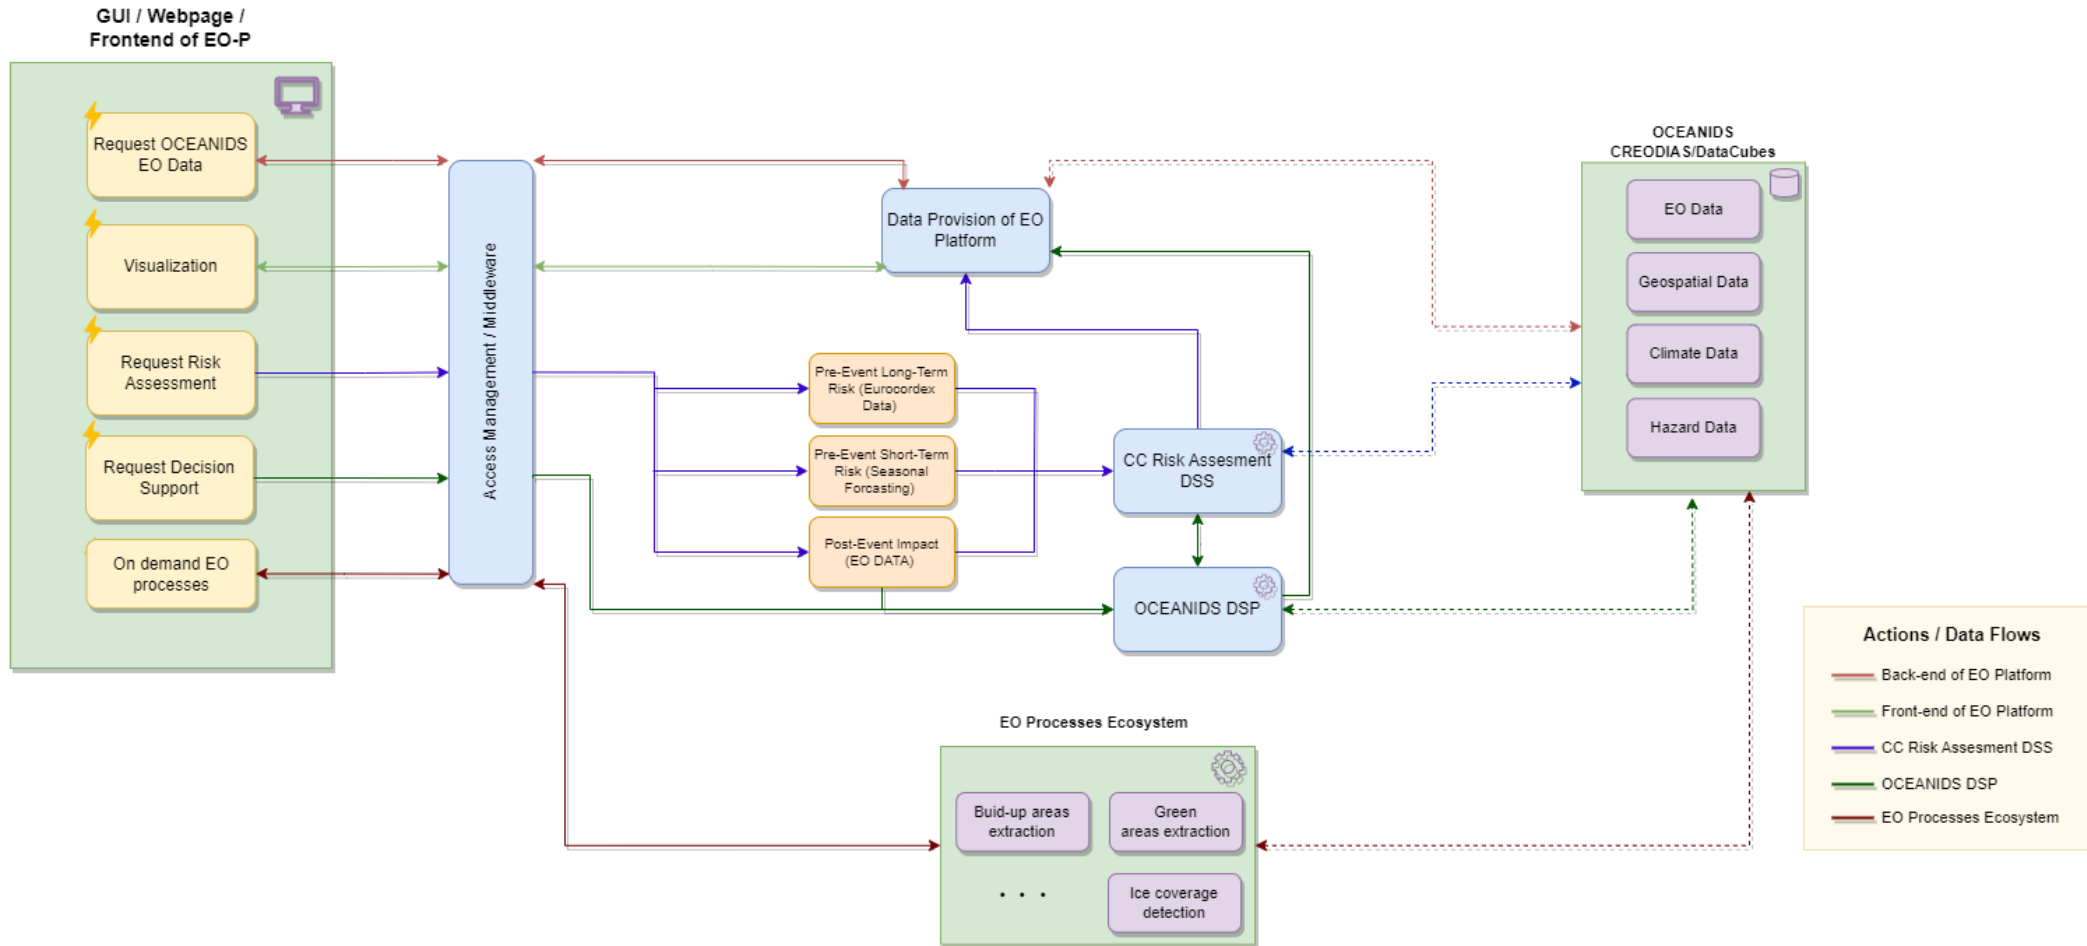 GUI / Webpage /
Frontend of EO-P
Request OCEANIDS
EO Data
Visualization
Request Risk
Assessment
Request Decision
Support
On demand EO
processes
Access Management / Middleware
Data Provision of EO
Platform
Pre-Event Long-Term
Risk (Eurocordex
Data)
Pre-Event Short-Term
Risk (Seasonal
Forcasting)
Post-Event Impact
(EO DATA)
CC Risk Assesment
DSS
OCEANIDS DSP
OCEANIDS
CREODIAS/DataCubes
EO Data
Geospatial Data
Climate Data
Hazard Data
EO Processes Ecosystem
Buid-up areas
extraction
Green
areas extraction
. . .
Ice coverage
detection
Actions / Data Flows
Back-end of EO Platform
Front-end of EO Platform
CC Risk Assesment DSS
OCEANIDS DSP
EO Processes Ecosystem